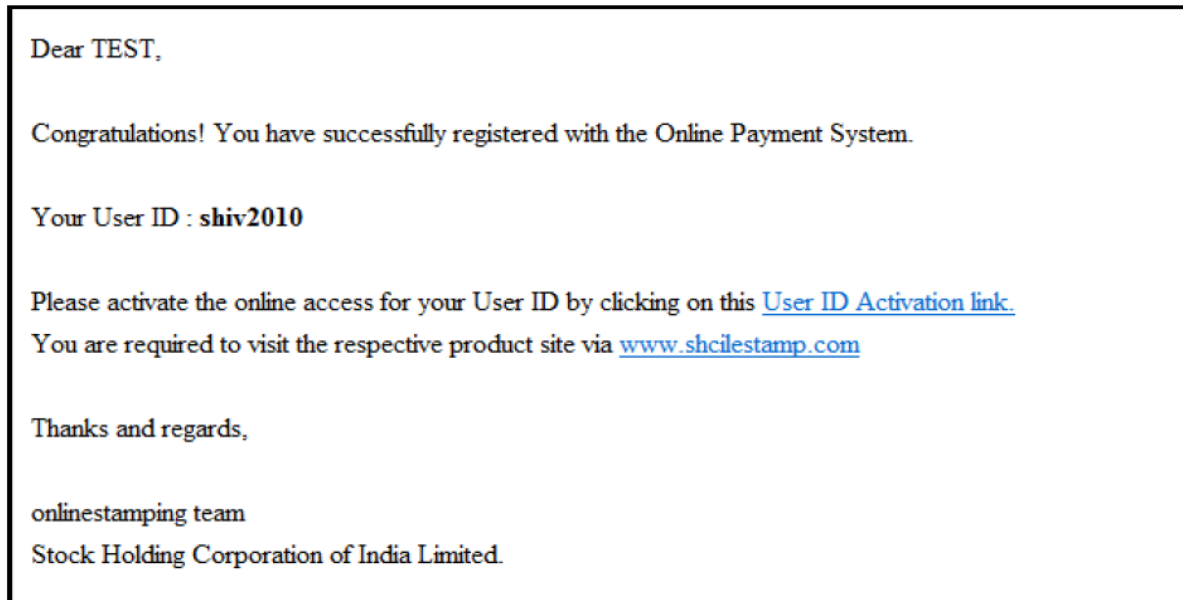 Dear TEST,
Congratulations! You have successfully registered with the Online Payment System.
Your User ID : shiv2010
Please activate the online access for your User ID by clicking on this User ID Activation link.
You are required to visit the respective product site via www.shcilestamp.com
Thanks and regards,
onlinestamping team
Stock Holding Corporation of India Limited.